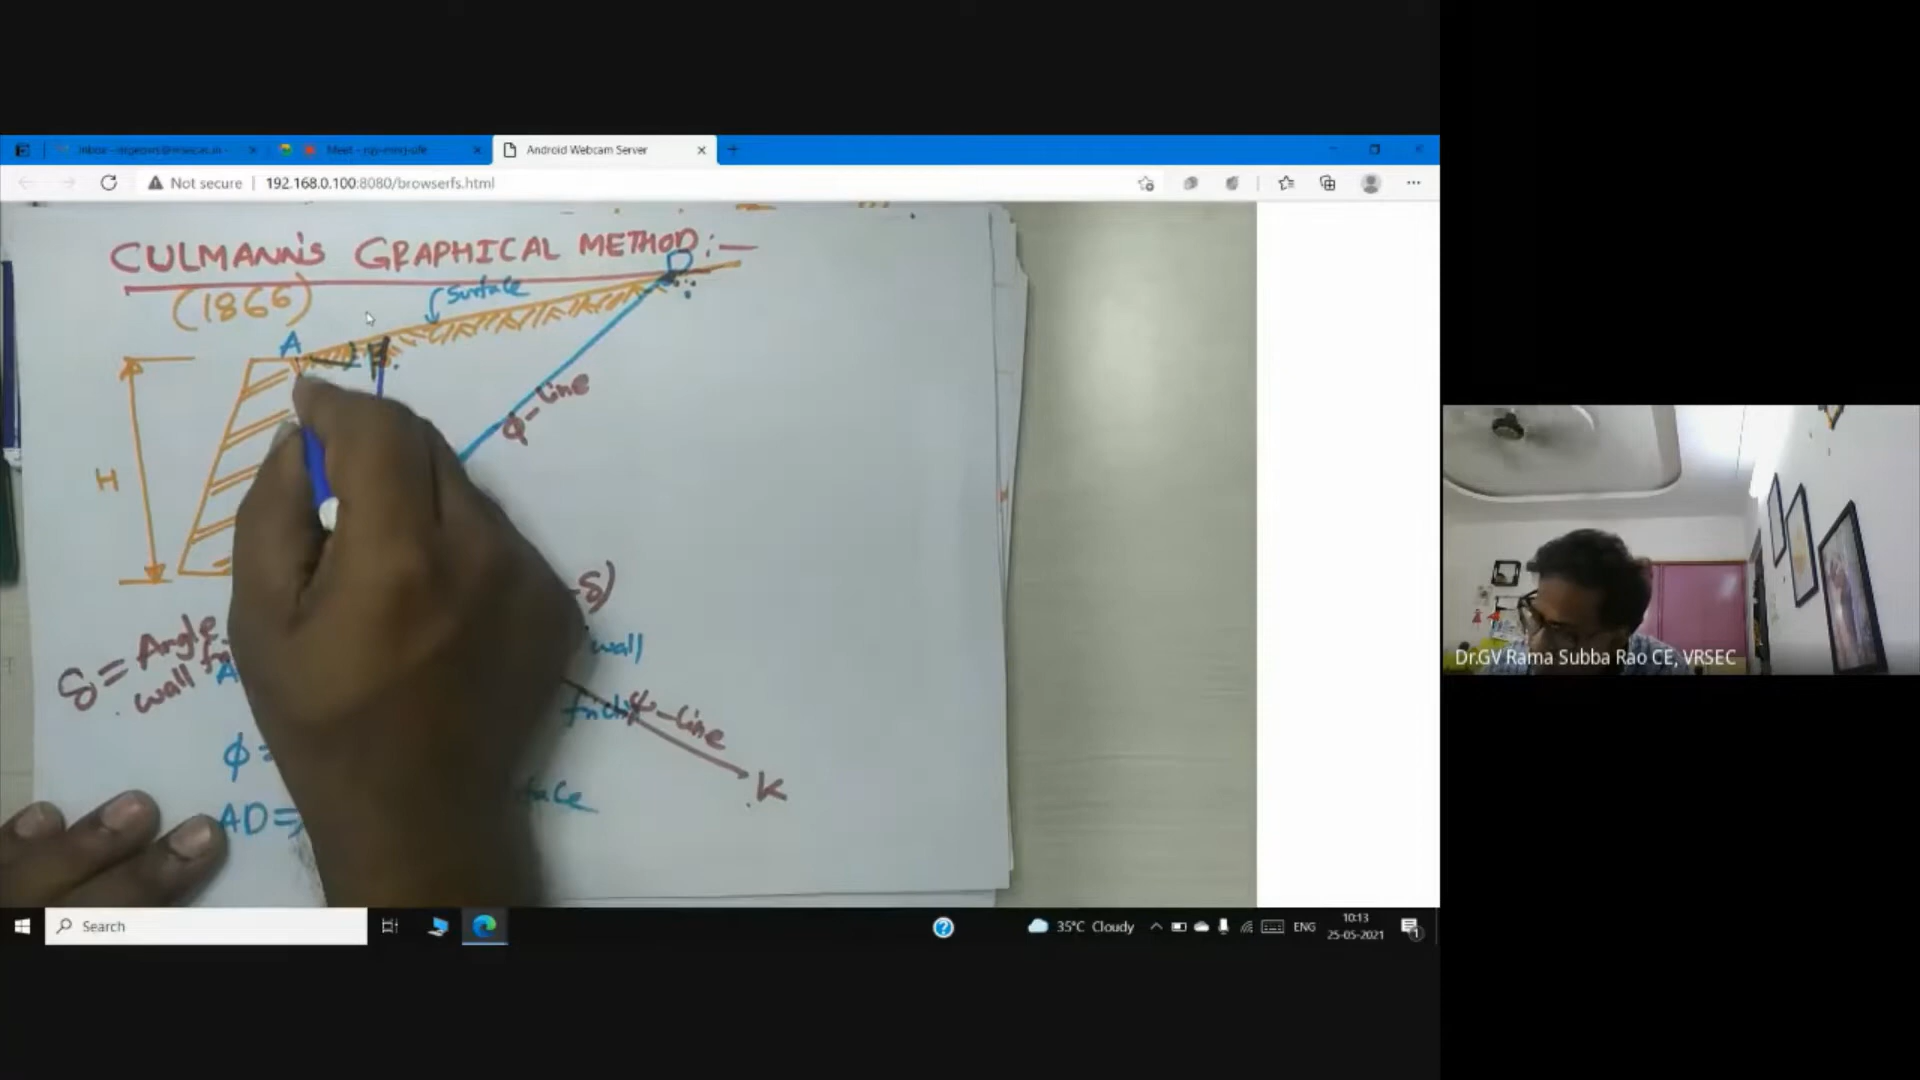 Android Webcam Server
Not secure 192.168.0.100:8080/browserfs.html
CULMANN'S GRAPHICAL METHOD:—
(1866)
Surface
D
A
H
φ-Line
δ)
δ = Angle
wall
wall
A
ψ-Line
φ=
K
AD=
Dr.GV Rama Subba Rao CE, VRSEC
Search
35°C Cloudy
ENG
10:13
25-05-2021
1